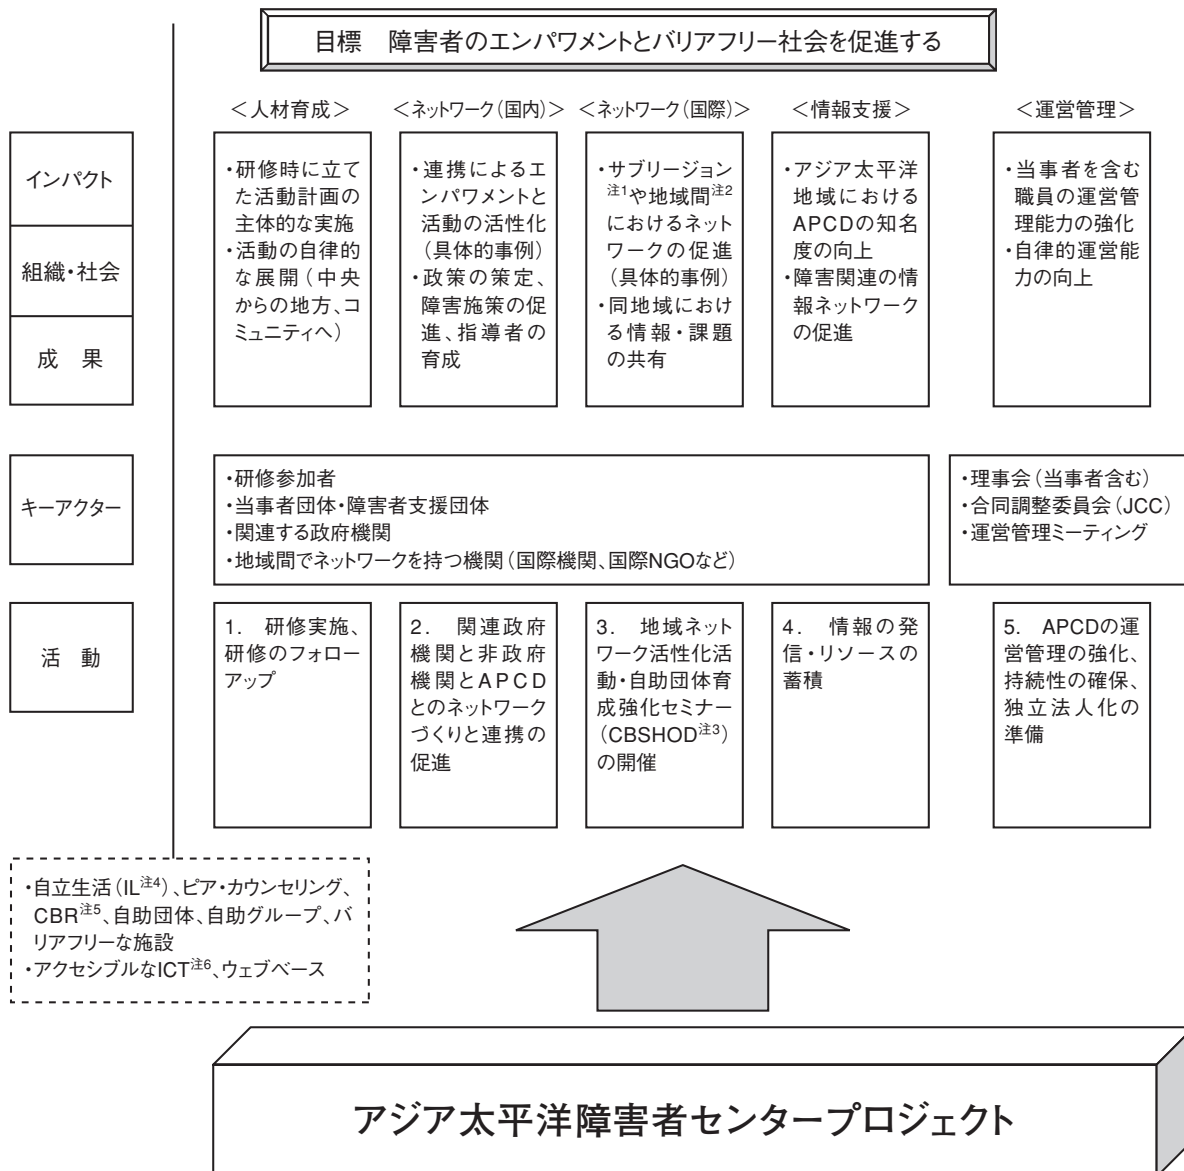 目標　障害者のエンパワメントとバリアフリー社会を促進する
＜人材育成＞
＜ネットワーク（国内）＞
＜ネットワーク（国際）＞
＜情報支援＞
＜運営管理＞
インパクト
組織・社会
成　果
・研修時に立て
た活動計画の
主体的な実施
・活動の自律的
な展開（中央
からの地方、コ
ミュニティへ）
・連携によるエ
ンパワメントと
活動の活性化
（具体的事例）
・政策の策定、
障害施策の促
進、指導者の
育成
・サブリージョン
注1や地域間注2
におけるネット
ワークの促進
（具体的事例）
・同地域におけ
る情報・課題
の共有
・アジア太平洋
地域における
APCDの知名
度の向上
・障害関連の情
報ネットワーク
の促進
・当事者を含む
職員の運営管
理能力の強化
・自律的運営能
力の向上
キーアクター
・研修参加者
・当事者団体・障害者支援団体
・関連する政府機関
・地域間でネットワークを持つ機関（国際機関、国際NGOなど）
・理事会（当事者含む）
・合同調整委員会（JCC）
・運営管理ミーティング
活　動
1.　研修実施、
研修のフォロー
アップ
2.　関連政府
機関と非政府
機関とAPCD
とのネットワーク
づくりと連携の
促進
3.　地域ネット
ワーク活性化活
動・自助団体育
成強化セミナー
（CBSHOD注3）
の開催
4.　情報の発
信・リソースの
蓄積
5.　APCDの運
営管理の強化、
持続性の確保、
独立法人化の
準備
・自立生活（IL注4）、ピア・カウンセリング、
CBR注5、自助団体、自助グループ、バ
リアフリーな施設
・アクセシブルなICT注6、ウェブベース
アジア太平洋障害者センタープロジェクト